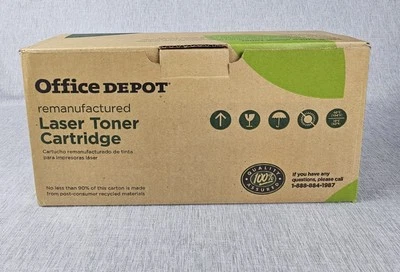 Office DEPOT
remanufactured
Laser Toner
Cartridge
Cartucho remanufacturado de tinta
para impresoras láser
No less than 90% of this carton is made
from post-consumer recycled materials
QUALITY
100%
ASSURED
If you have any
questions, please call
1-888-864-1987